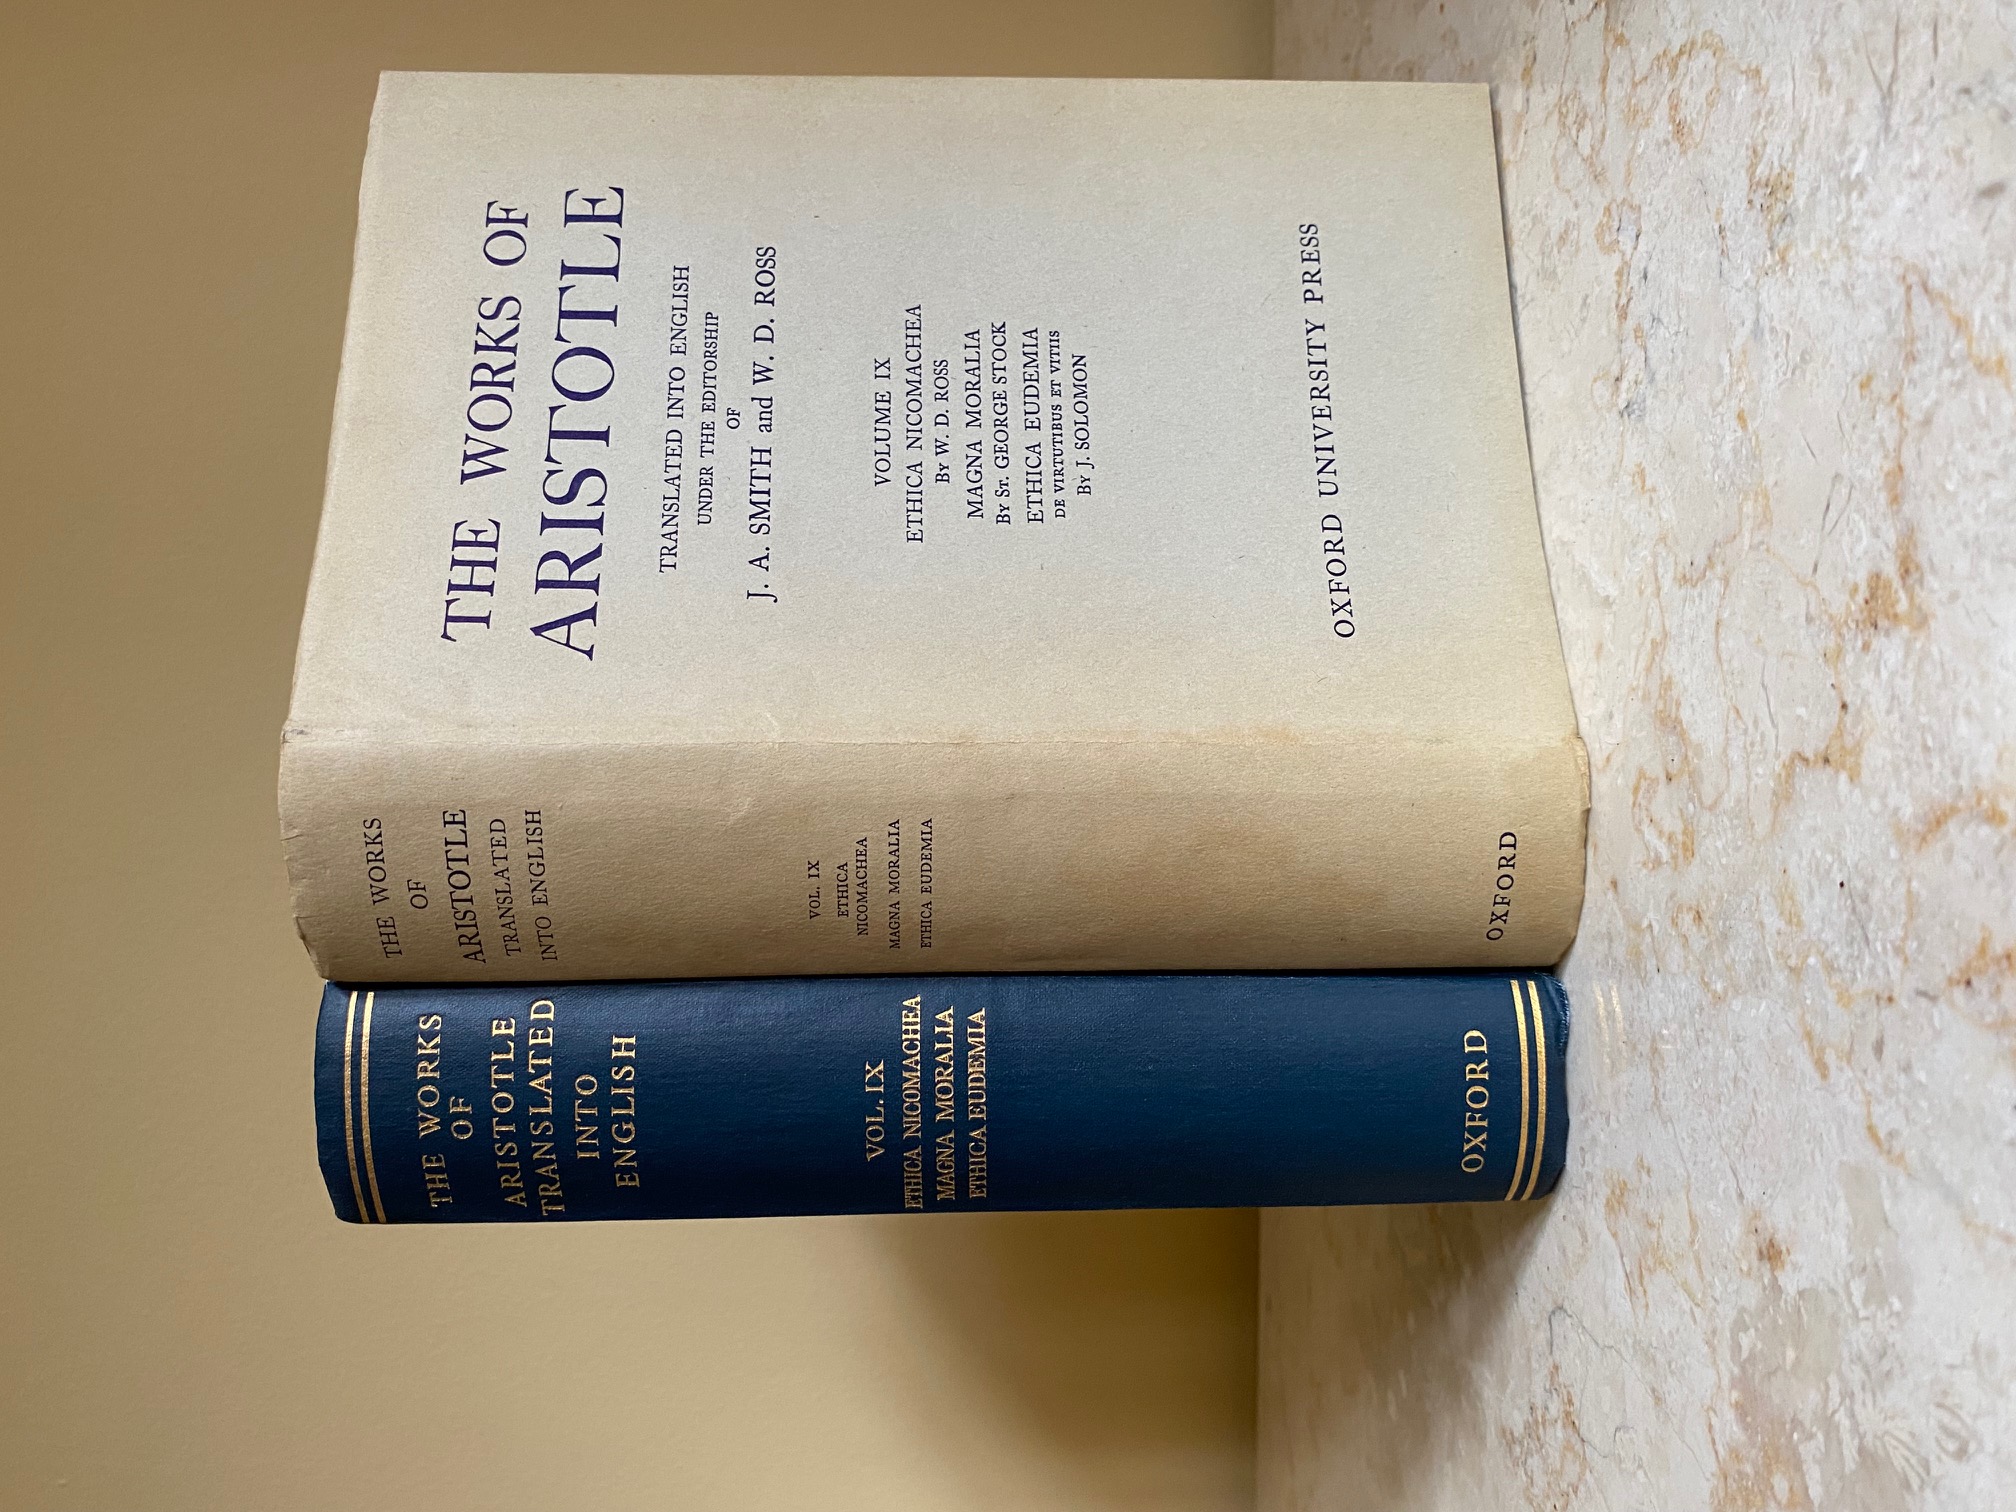 THE WORKS
OF
ARISTOTLE
TRANSLATED
INTO
ENGLISH
VOL. IX
ETHICA NICOMACHEA
MAGNA MORALIA
ETHICA EUDEMIA
OXFORD
THE WORKS
OF
ARISTOTLE
TRANSLATED
INTO ENGLISH
VOL. IX
ETHICA
NICOMACHEA
MAGNA MORALIA
ETHICA EUDEMIA
OXFORD
THE WORKS OF
ARISTOTLE
TRANSLATED INTO ENGLISH
UNDER THE EDITORSHIP
OF
J. A. SMITH and W. D. ROSS
VOLUME IX
ETHICA NICOMACHEA
By W. D. ROSS
MAGNA MORALIA
By St. GEORGE STOCK
ETHICA EUDEMIA
DE VIRTUTIBUS ET VITIIS
By J. SOLOMON
OXFORD UNIVERSITY PRESS